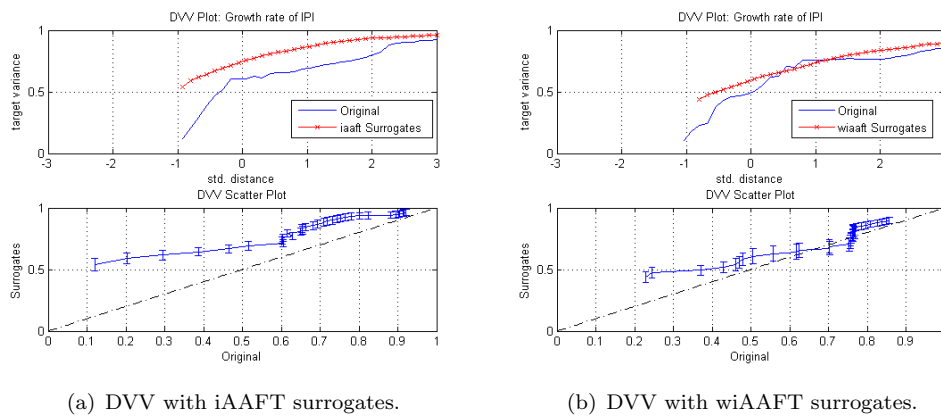 DVV Plot: Growth rate of IPI
1
0.5
0
target variance
Original
iaaft Surrogates
-3
-2
-1
0
1
2
3
std. distance
DVV Scatter Plot
1
0.5
0
Surrogates
0
0.1
0.2
0.3
0.4
0.5
0.6
0.7
0.8
0.9
1
Original
(a) DVV with iAAFT surrogates.
DVV Plot: Growth rate of IPI
1
0.5
0
target variance
Original
wiaaft Surrogates
-3
-2
-1
0
1
2
std. distance
DVV Scatter Plot
1
0.5
0
Surrogates
0
0.1
0.2
0.3
0.4
0.5
0.6
0.7
0.8
0.9
Original
(b) DVV with wiAAFT surrogates.